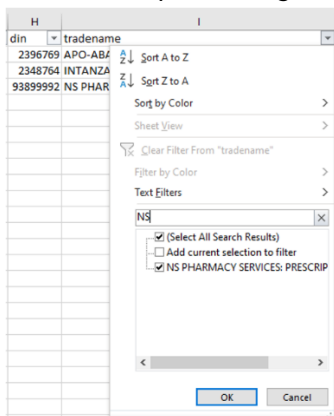 H I
din tradename
2396769 APO-ABA
2348764 INTANZA
93899992 NS PHAR
Sort A to Z
Sort Z to A
Sort by Color
Sheet View
Clear Filter From "tradename"
Filter by Color
Text Filters
NS
(Select All Search Results)
Add current selection to filter
NS PHARMACY SERVICES: PRESCRIP
OK Cancel